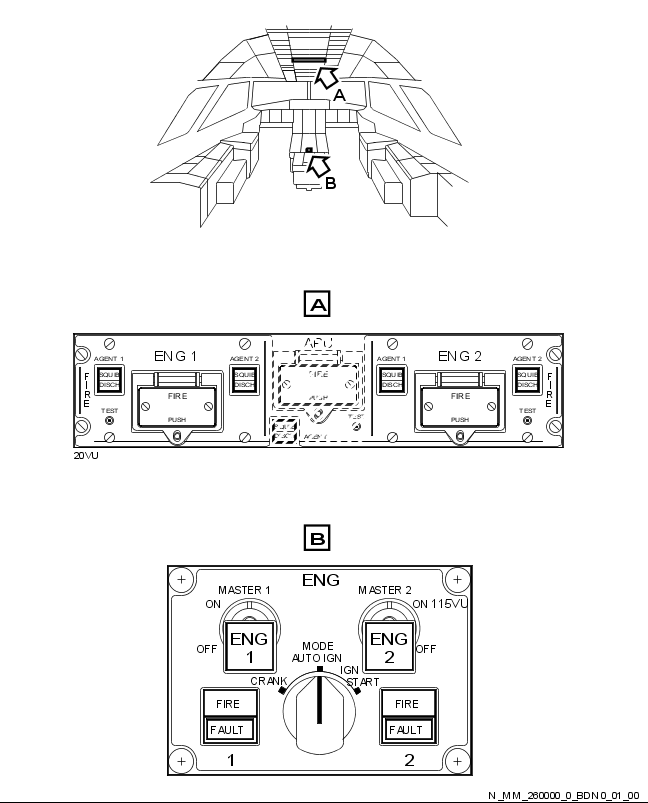 A
B
A
ENG 1
APU
ENG 2
AGENT 1
AGENT 2
AGENT 1
AGENT 2
FIRE
SQUIB
DISCH
SQUIB
DISCH
FIRE
SQUIB
DISCH
SQUIB
DISCH
FIRE
FIRE
FIRE
PUSH
PUSH
PUSH
TEST
TEST
TEST
AGENT
20VU
B
ENG
MASTER 1
MASTER 2
ON
ON 115VU
OFF
ENG
1
ENG
2
OFF
MODE
AUTO IGN
CRANK
IGN
START
FIRE
FAULT
FIRE
FAULT
1
2
N_MM_260000_0_BDN0_01_00